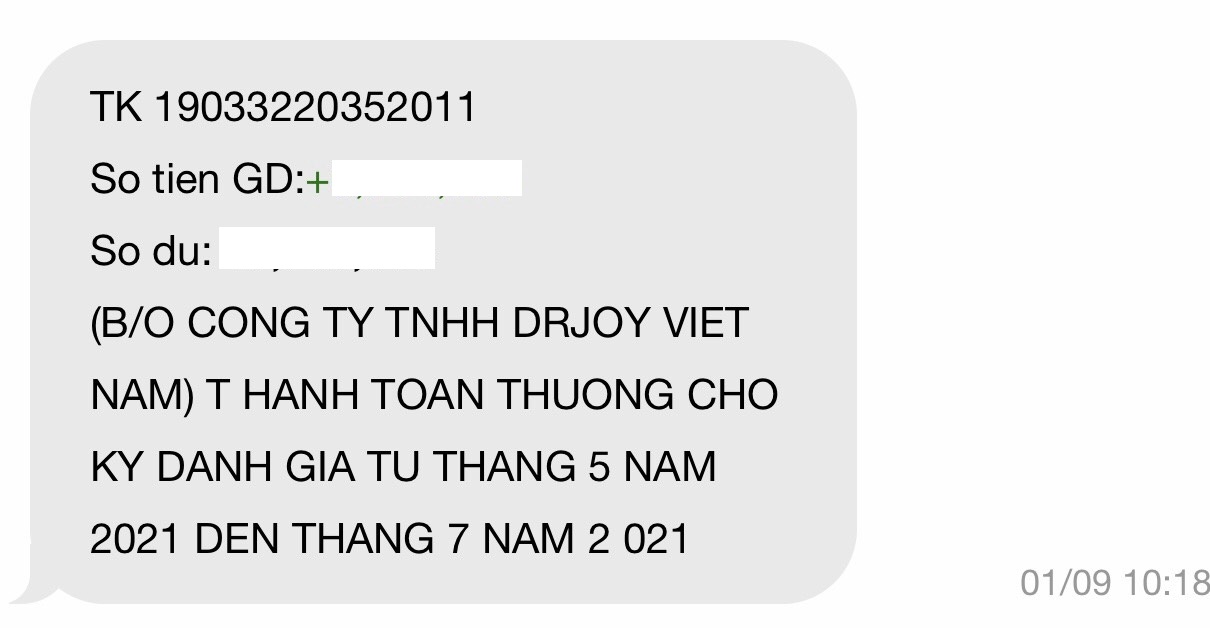 TK 19033220352011
So tien GD:+
So du:
(B/O CONG TY TNHH DRJOY VIET
NAM) T HANH TOAN THUONG CHO
KY DANH GIA TU THANG 5 NAM
2021 DEN THANG 7 NAM 2 021
01/09 10:18